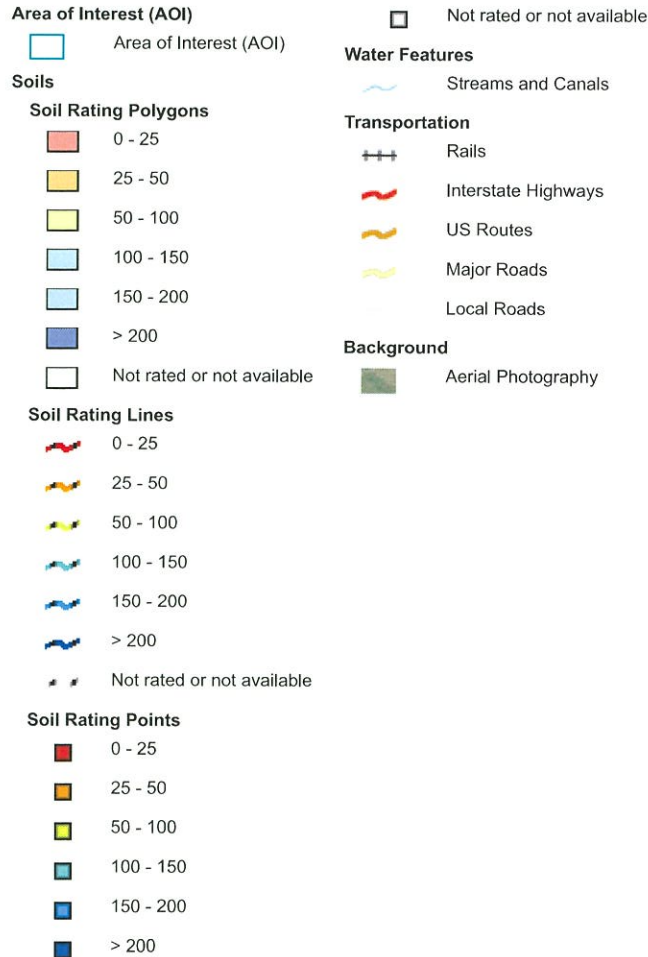 Area of Interest (AOI)
Area of Interest (AOI)
Soils
Soil Rating Polygons
0 - 25
25 - 50
50 - 100
100 - 150
150 - 200
> 200
Not rated or not available
Soil Rating Lines
0 - 25
25 - 50
50 - 100
100 - 150
150 - 200
> 200
Not rated or not available
Soil Rating Points
0 - 25
25 - 50
50 - 100
100 - 150
150 - 200
> 200
Not rated or not available
Water Features
Streams and Canals
Transportation
Rails
Interstate Highways
US Routes
Major Roads
Local Roads
Background
Aerial Photography